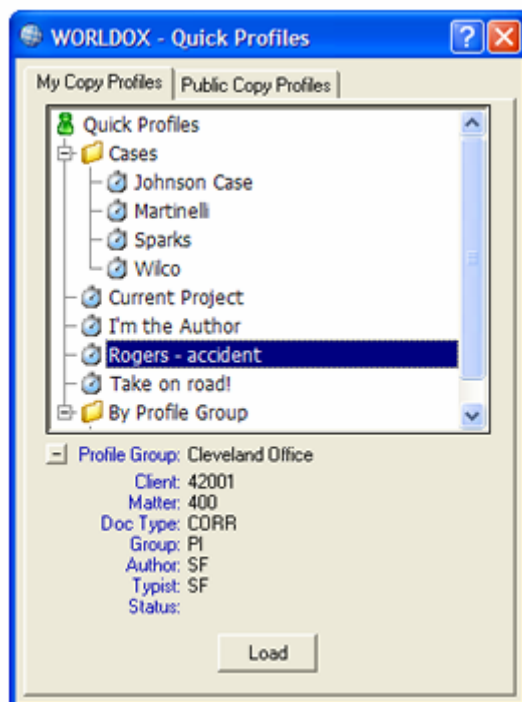 WORLDOX - Quick Profiles
My Copy Profiles Public Copy Profiles
Quick Profiles
Cases
Johnson Case
Martinelli
Sparks
Wilco
Current Project
I'm the Author
Rogers - accident
Take on road!
By Profile Group
Profile Group: Cleveland Office
Client: 42001
Matter: 400
Doc Type: CORR
Group: PI
Author: SF
Typist: SF
Status:
Load